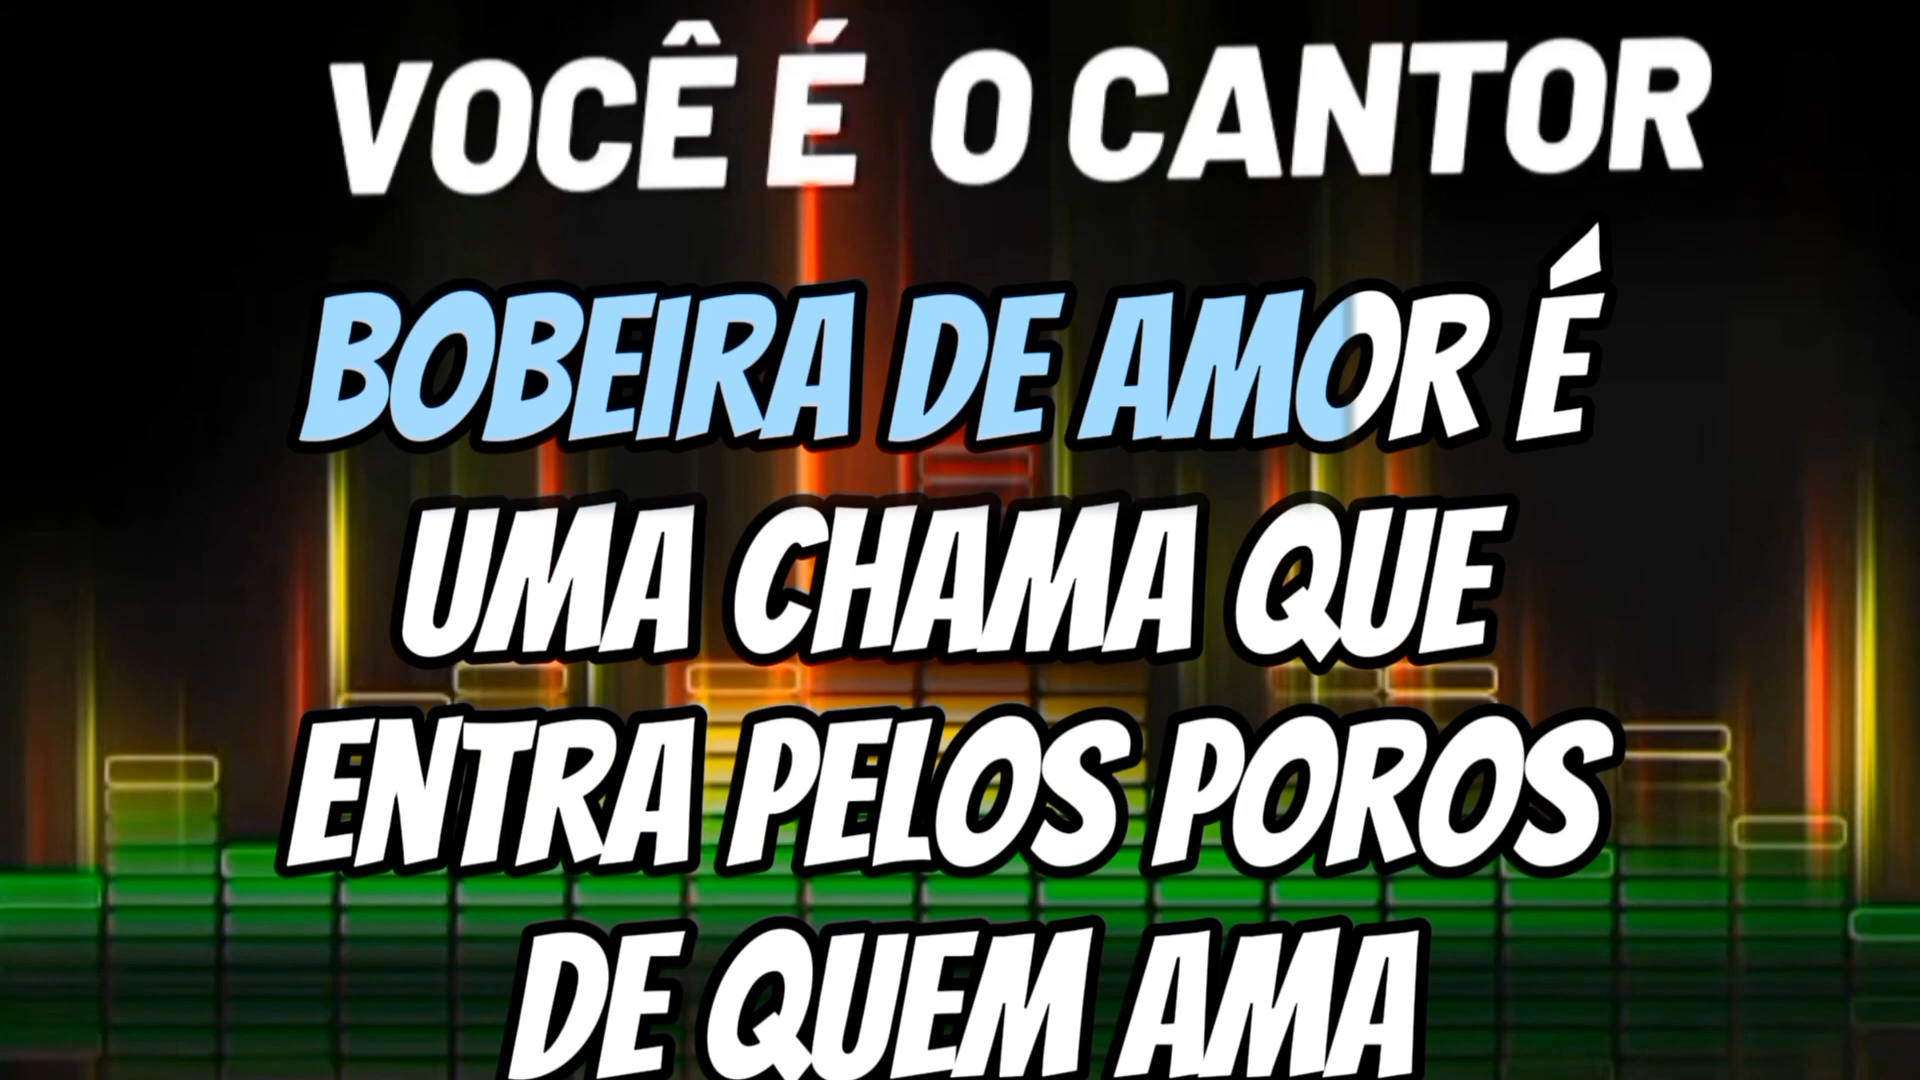 VOCÊ É O CANTOR
BOBEIRA DE AMOR É
UMA CHAMA QUE
ENTRA PELOS POROS
DE QUEM AMA